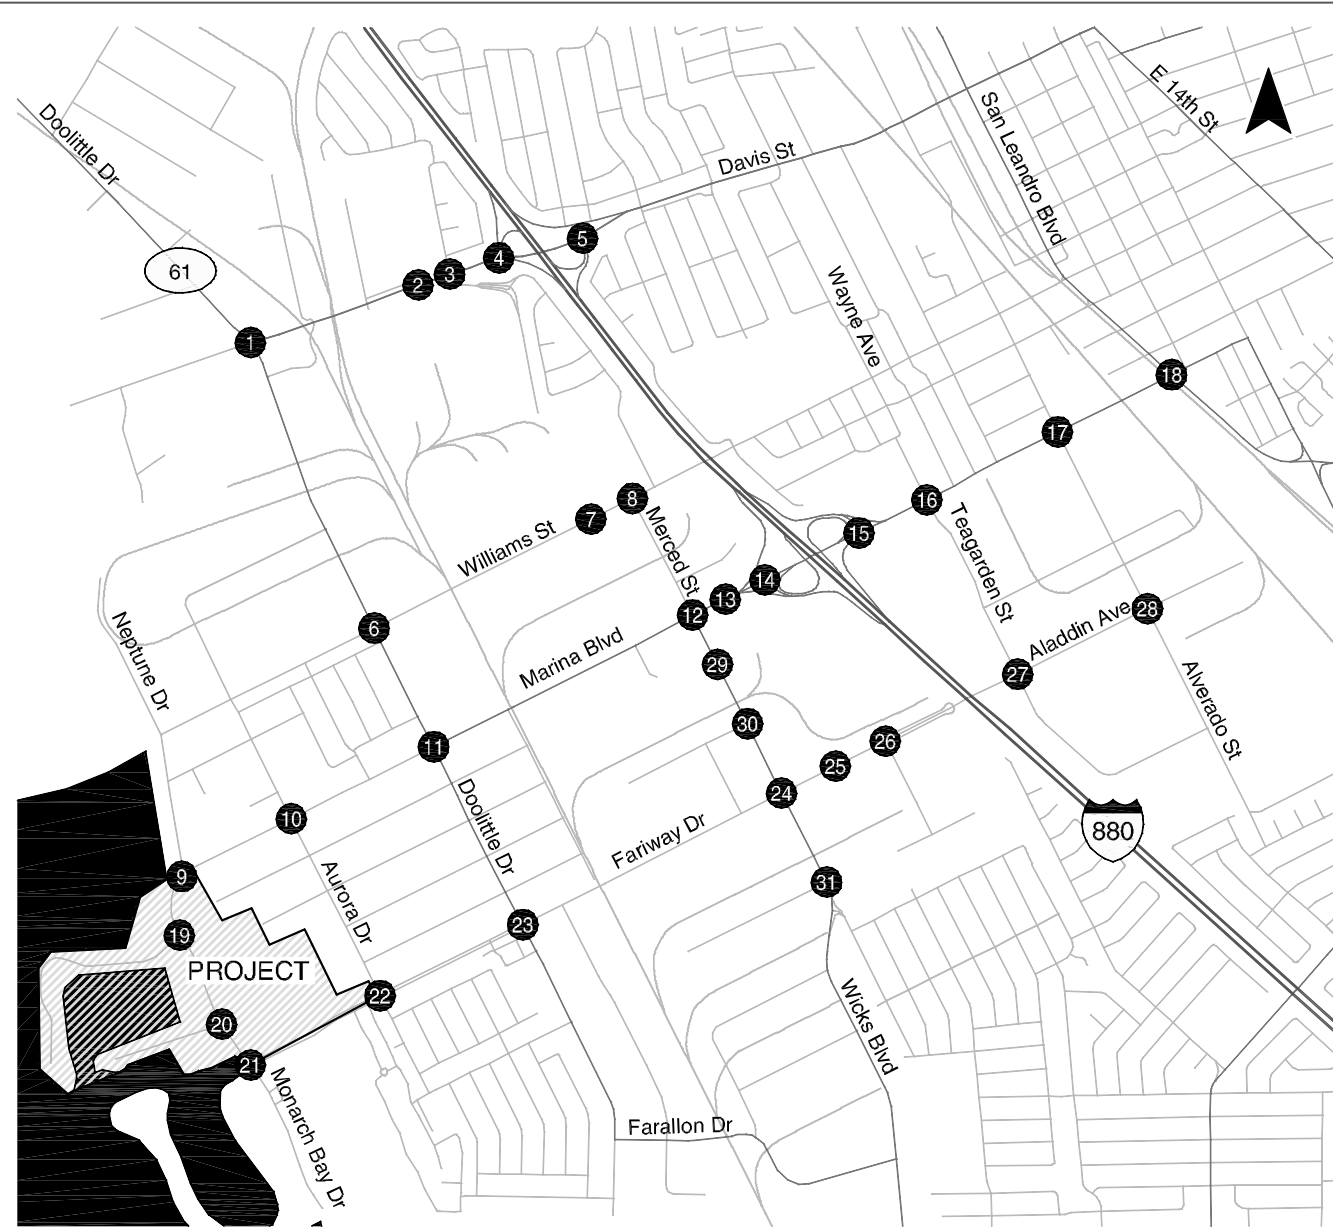 E 14th St
San Leandro Blvd
Doolittle Dr
Davis St
5
4
61
3
2
Wayne Ave
1
18
17
8
16
7
Merced St
Teagarden St
15
Williams St
14
13
Aladdin Ave
28
12
6
Neptune Dr
Marina Blvd
29
27
Alverado St
30
26
11
25
24
10
Doolittle Dr
880
Fariway Dr
9
31
Aurora Dr
23
19
PROJECT
22
20
Wicks Blvd
21
Monarch Bay Dr
Farallon Dr